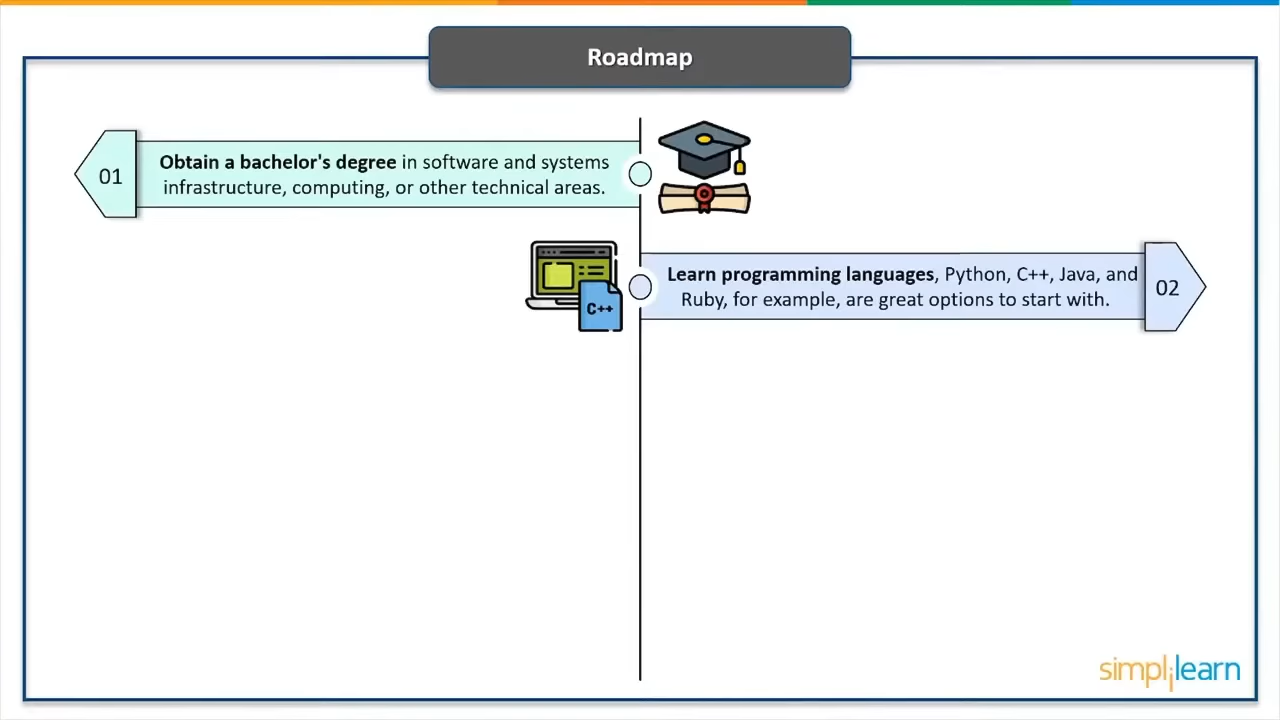 Roadmap
01
Obtain a bachelor's degree in software and systems
infrastructure, computing, or other technical areas.
C++
Learn programming languages, Python, C++, Java, and
Ruby, for example, are great options to start with.
02
simplilearn